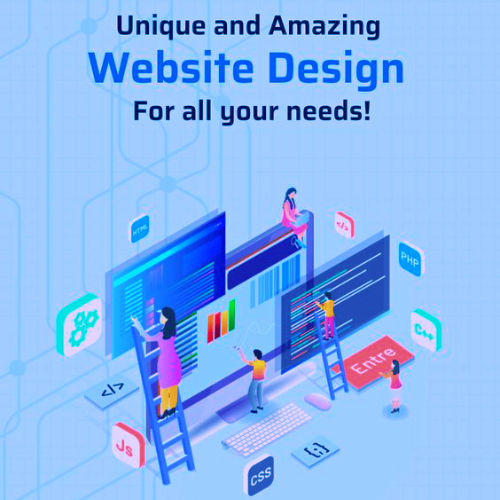 Unique and Amazing
Website Design
For all your needs!
HTML
</>
PHP
C++
Entre
</>
Js
{;}
CSS